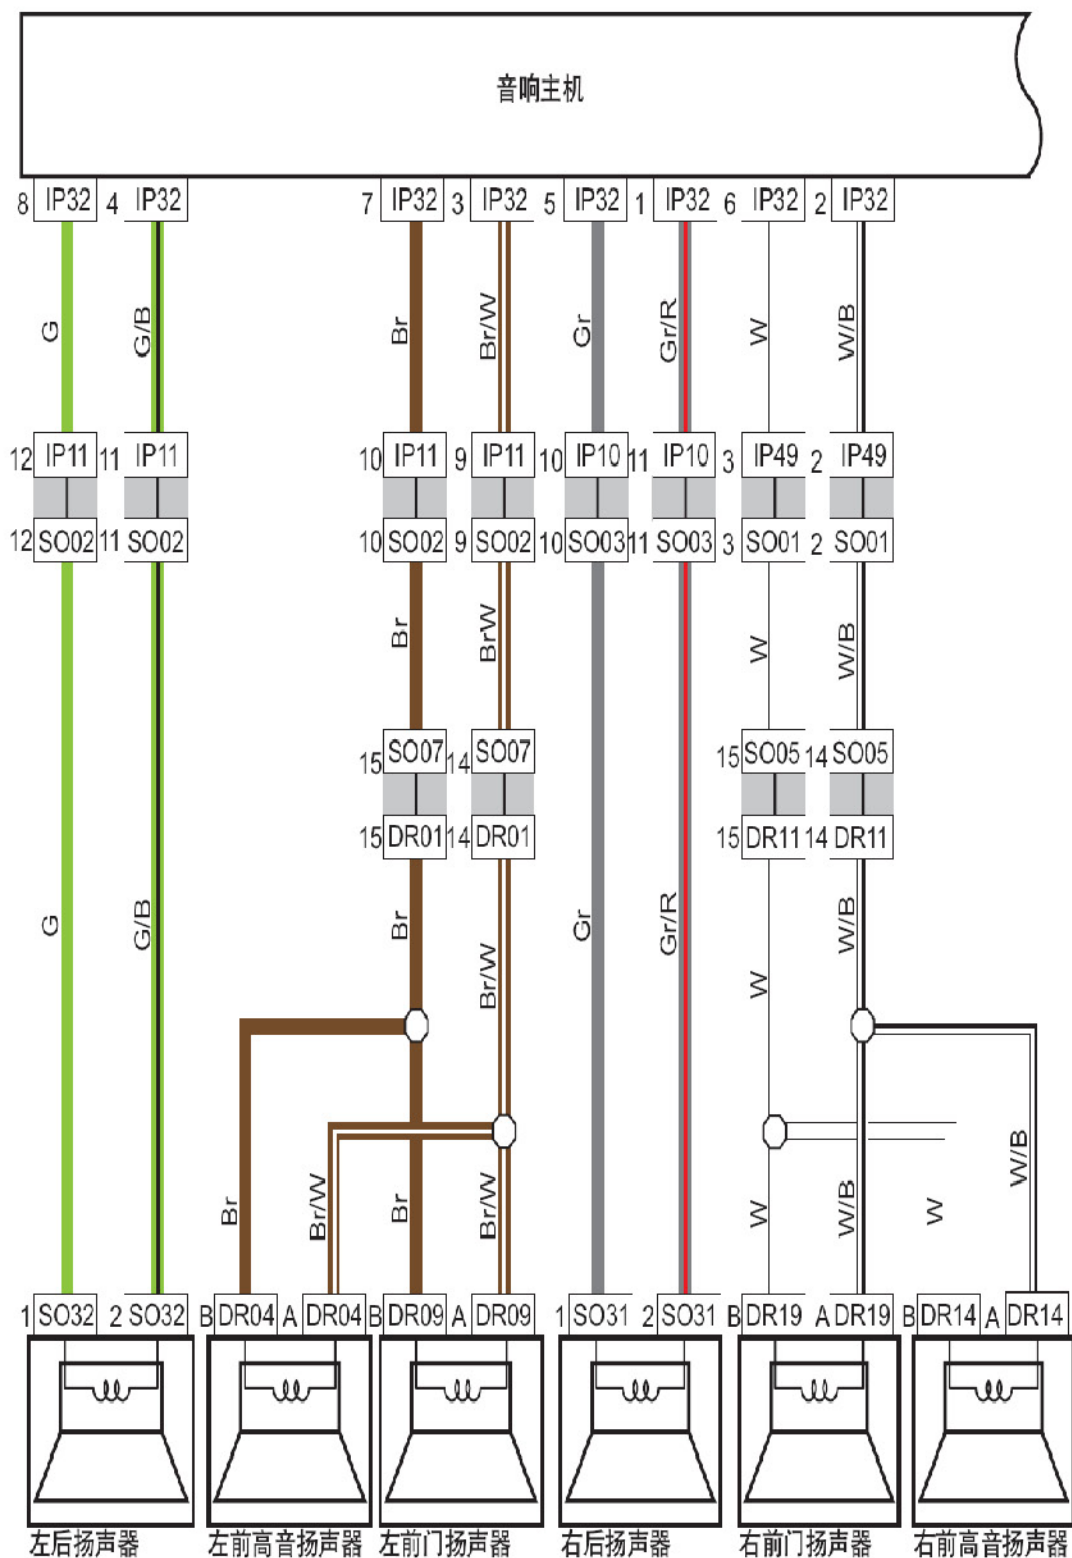 音响主机
8 IP32 4 IP32 7 IP32 3 IP32 5 IP32 1 IP32 6 IP32 2 IP32
G G/B Br Br/W Gr Gr/R W W/B
12 IP11 11 IP11 10 IP11 9 IP11 10 IP10 11 IP10 3 IP49 2 IP49
12 SO02 11 SO02 10 SO02 9 SO02 10 SO03 11 SO03 3 SO01 2 SO01
Br BrW W W/B
15 SO07 14 SO07 15 SO05 14 SO05
15 DR01 14 DR01 15 DR11 14 DR11
G G/B Br Br/W Gr Gr/R W W/B
Br Br/W Br Br/W W W/B W W/B
1 SO32 2 SO32 B DR04 A DR04 B DR09 A DR09 1 SO31 2 SO31 B DR19 A DR19 B DR14 A DR14
左后扬声器 左前高音扬声器 左前门扬声器 右后扬声器 右前门扬声器 右前高音扬声器